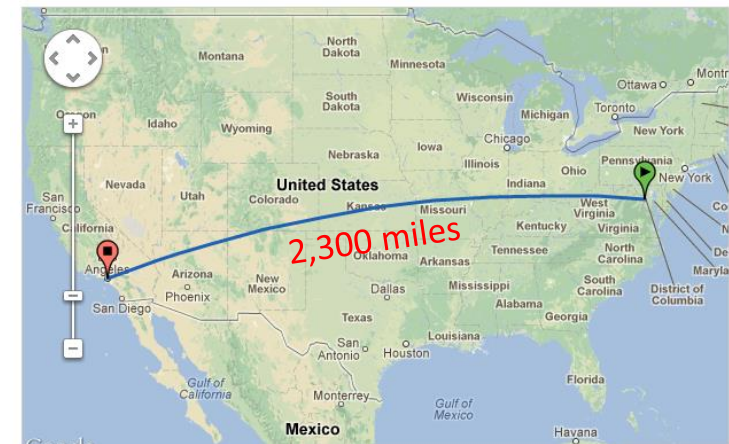 North
Dakota
Montana
Minnesota
Ottawa
Montr
South
Dakota
Wisconsin
Toronto
Oregon
Idaho
Wyoming
Michigan
New York
Chicago
Iowa
Nebraska
Illinois
Pennsylvania
Ohio
New York
Nevada
Utah
United States
Indiana
Colorado
Kansas
Missouri
West
Virginia
San
Francisco
Co
California
Kentucky
Virginia
2,300 miles
Oklahoma
Tennessee
North
Carolina
De
Angeles
Arizona
New
Mexico
Arkansas
Maryla
Phoenix
Dallas
Mississippi
South
Carolina
District of
Columbia
San Diego
Alabama
Texas
Georgia
San
Antonio
Houston
Louisiana
Gulf of
California
Florida
Monterrey
Gulf of
Mexico
Mexico
Havana